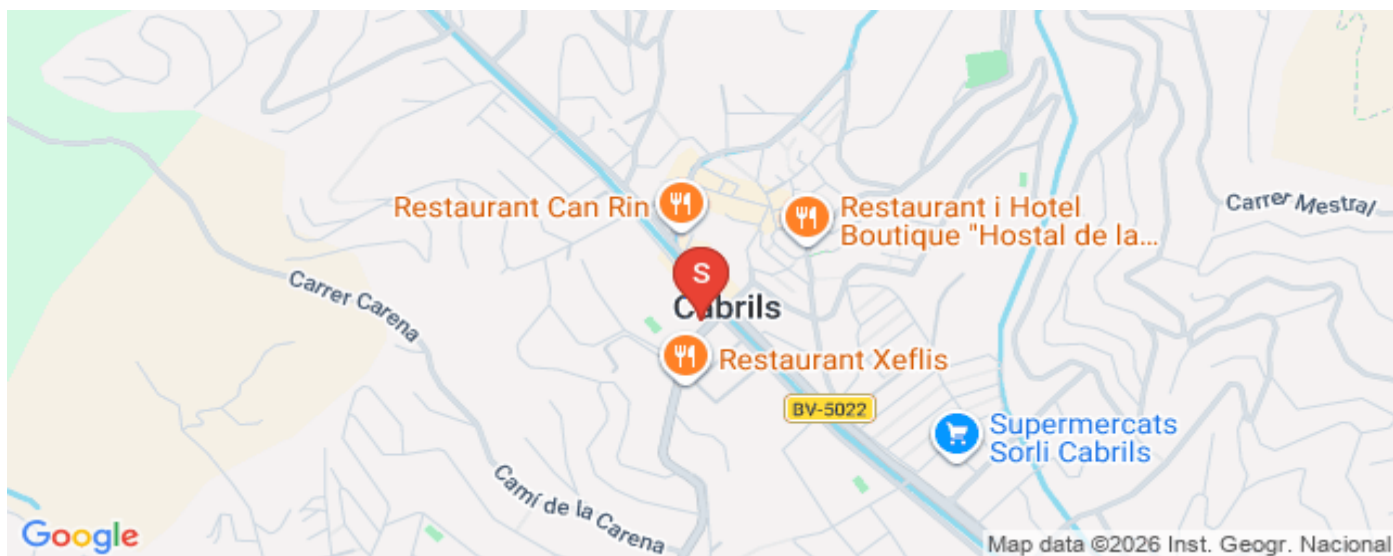 Restaurant Can Rin
Restaurant i Hotel
Boutique "Hostal de la...
Carrer Mestral
S
Carrer Carena
Cabrils
Restaurant Xeflis
BV-5022
Supermercats
Sorli Cabrils
Camí de la Carena
Google
Map data ©2026 Inst. Geogr. Nacional